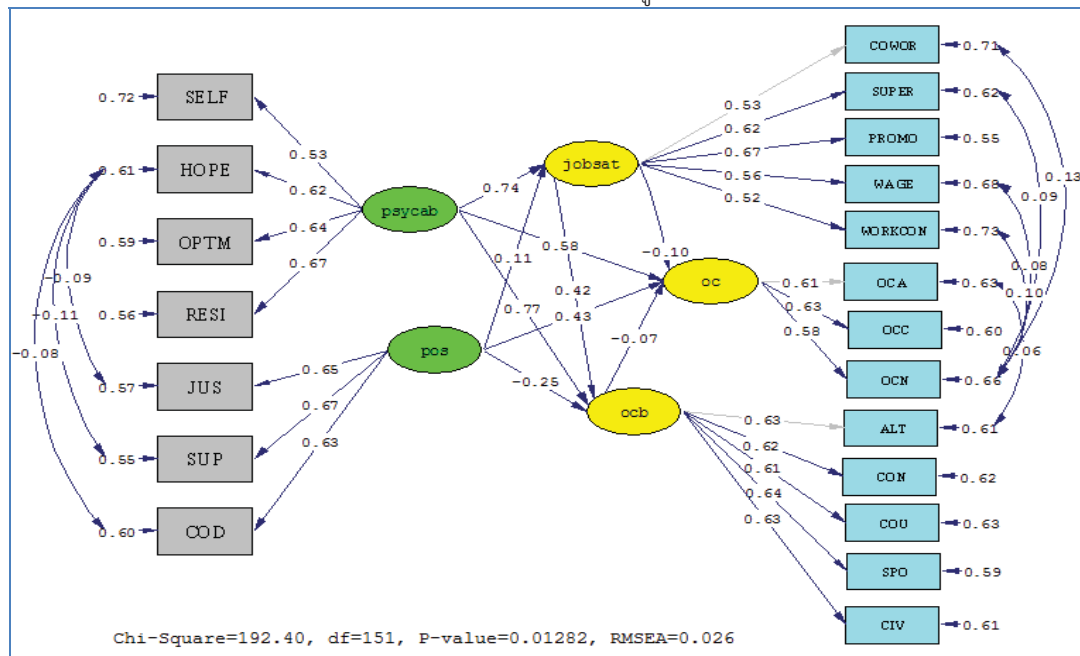 COWOR
0.71
SUPER
0.62
SELF
0.72
PROMO
0.55
0.53
0.62
HOPE
0.61
jobsat
0.67
0.53
0.56
WAGE
0.68
0.13
0.62
0.74
0.52
0.09
psycab
WORKCON
0.73
OPTM
0.59
0.64
0.58
-0.10
0.11
0.08
-0.09
0.67
0.42
oc
0.61
OCA
0.63
0.10
RESI
0.56
0.77
0.43
0.63
-0.11
0.58
OCC
0.60
-0.07
pos
0.06
-0.08
JUS
0.57
0.65
-0.25
OCN
0.66
0.67
ocb
0.63
ALT
0.61
0.63
0.62
SUP
0.55
0.61
CON
0.62
0.64
0.63
COU
0.63
COD
0.60
SPO
0.59
CIV
0.61
Chi-Square=192.40, df=151, P-value=0.01282, RMSEA=0.026